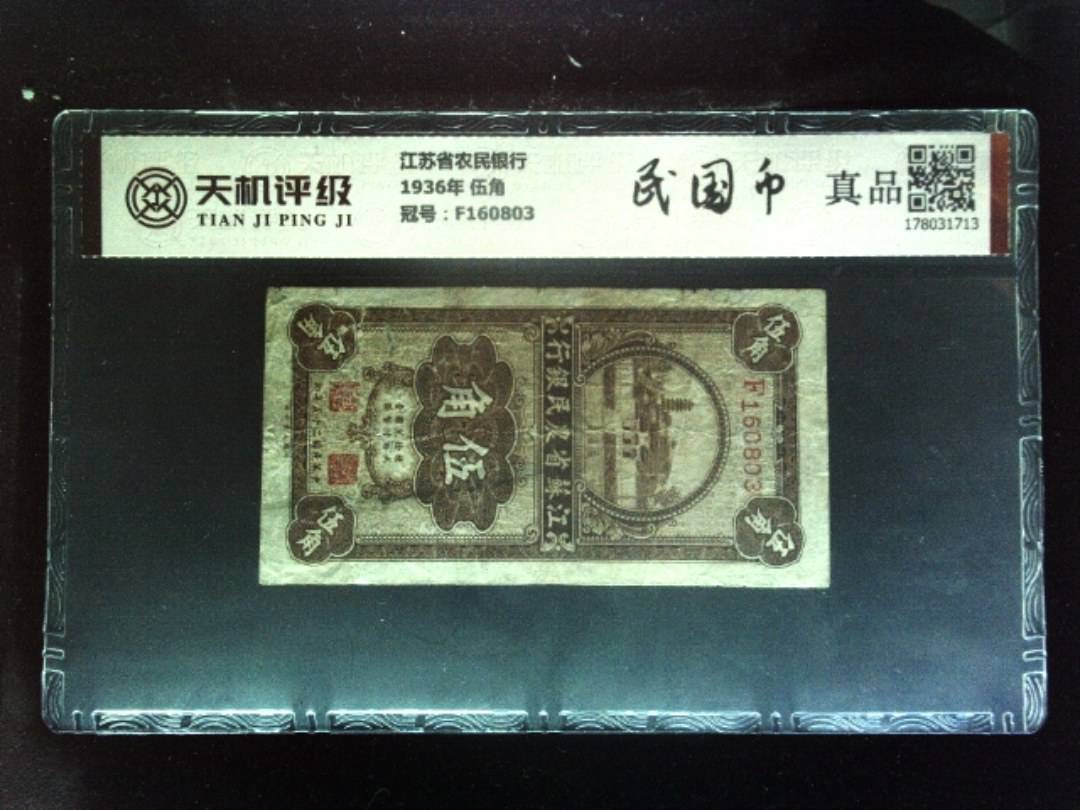 天机评级
TIAN JI PING JI
江苏省农民银行
1936年 伍角
冠号：F160803
民国币
真品
178031713
伍角
伍角
行銀民農省蘇江
角伍
F160803
伍角
伍角